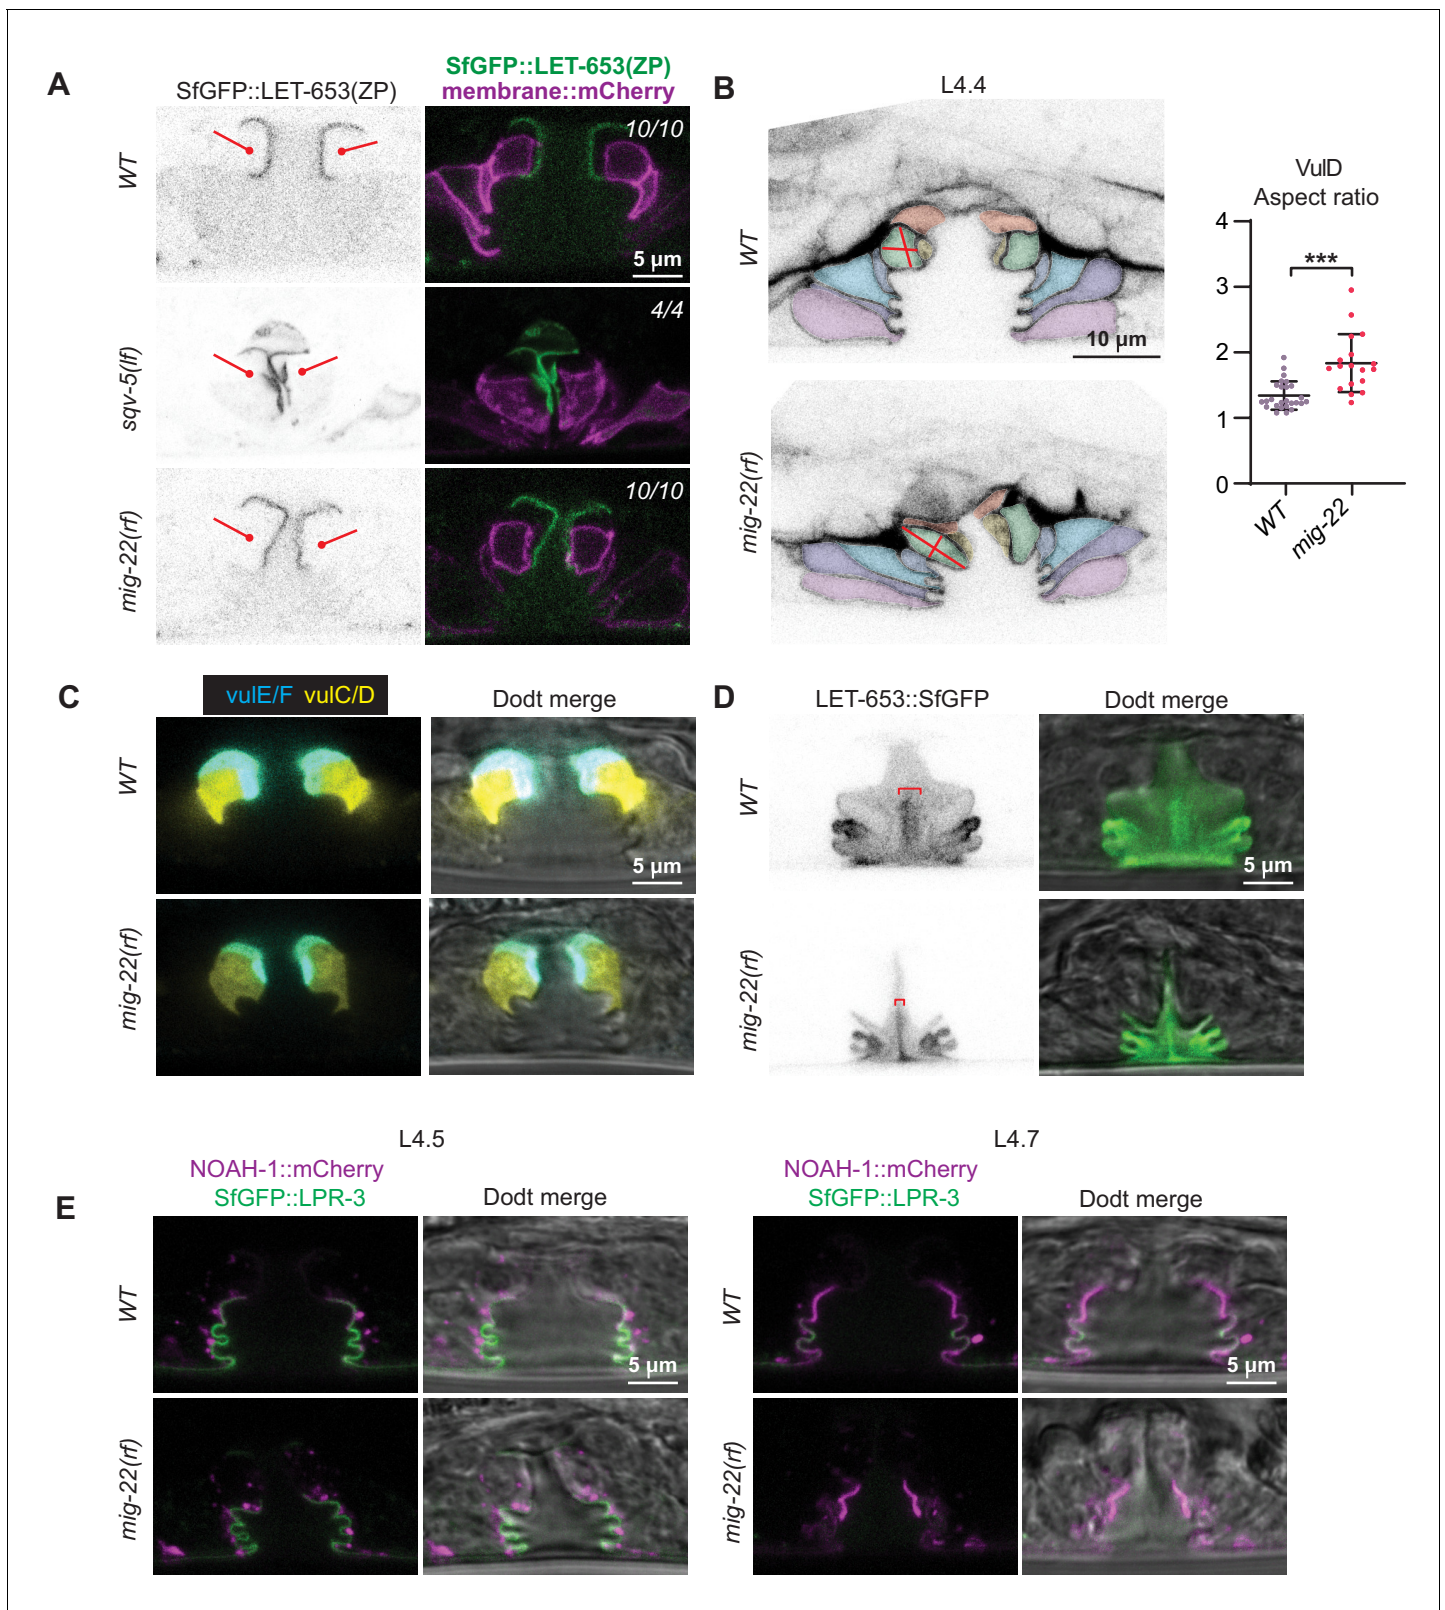 A
SfGFP::LET-653(ZP)
SfGFP::LET-653(ZP)
membrane::mCherry
WT
10/10
5 µm
sqv-5(lf)
4/4
mig-22(rf)
10/10
B
L4.4
WT
10 µm
mig-22(rf)
VulD
Aspect ratio
4
3
2
1
0
***
WT
mig-22
C
vulE/F vulC/D
Dodt merge
WT
5 µm
mig-22(rf)
D
LET-653::SfGFP
Dodt merge
WT
5 µm
mig-22(rf)
E
L4.5
NOAH-1::mCherry
SfGFP::LPR-3
Dodt merge
WT
5 µm
mig-22(rf)
L4.7
NOAH-1::mCherry
SfGFP::LPR-3
Dodt merge
WT
5 µm
mig-22(rf)